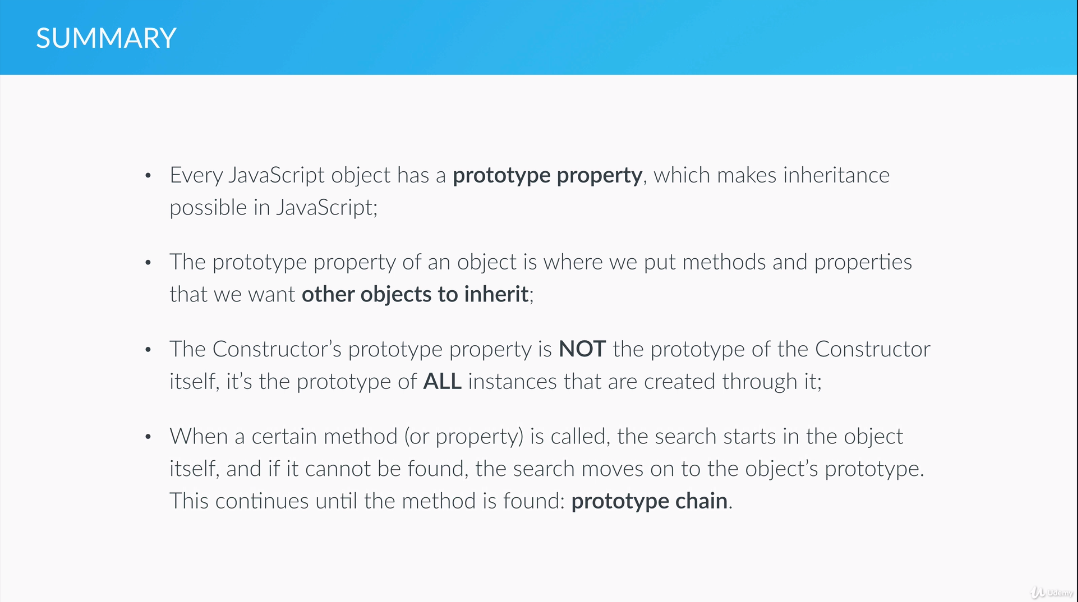 SUMMARY
• Every JavaScript object has a prototype property, which makes inheritance
possible in JavaScript;
• The prototype property of an object is where we put methods and properties
that we want other objects to inherit;
• The Constructor’s prototype property is NOT the prototype of the Constructor
itself, it’s the prototype of ALL instances that are created through it;
• When a certain method (or property) is called, the search starts in the object
itself, and if it cannot be found, the search moves on to the object’s prototype.
This continues until the method is found: prototype chain.
Udemy